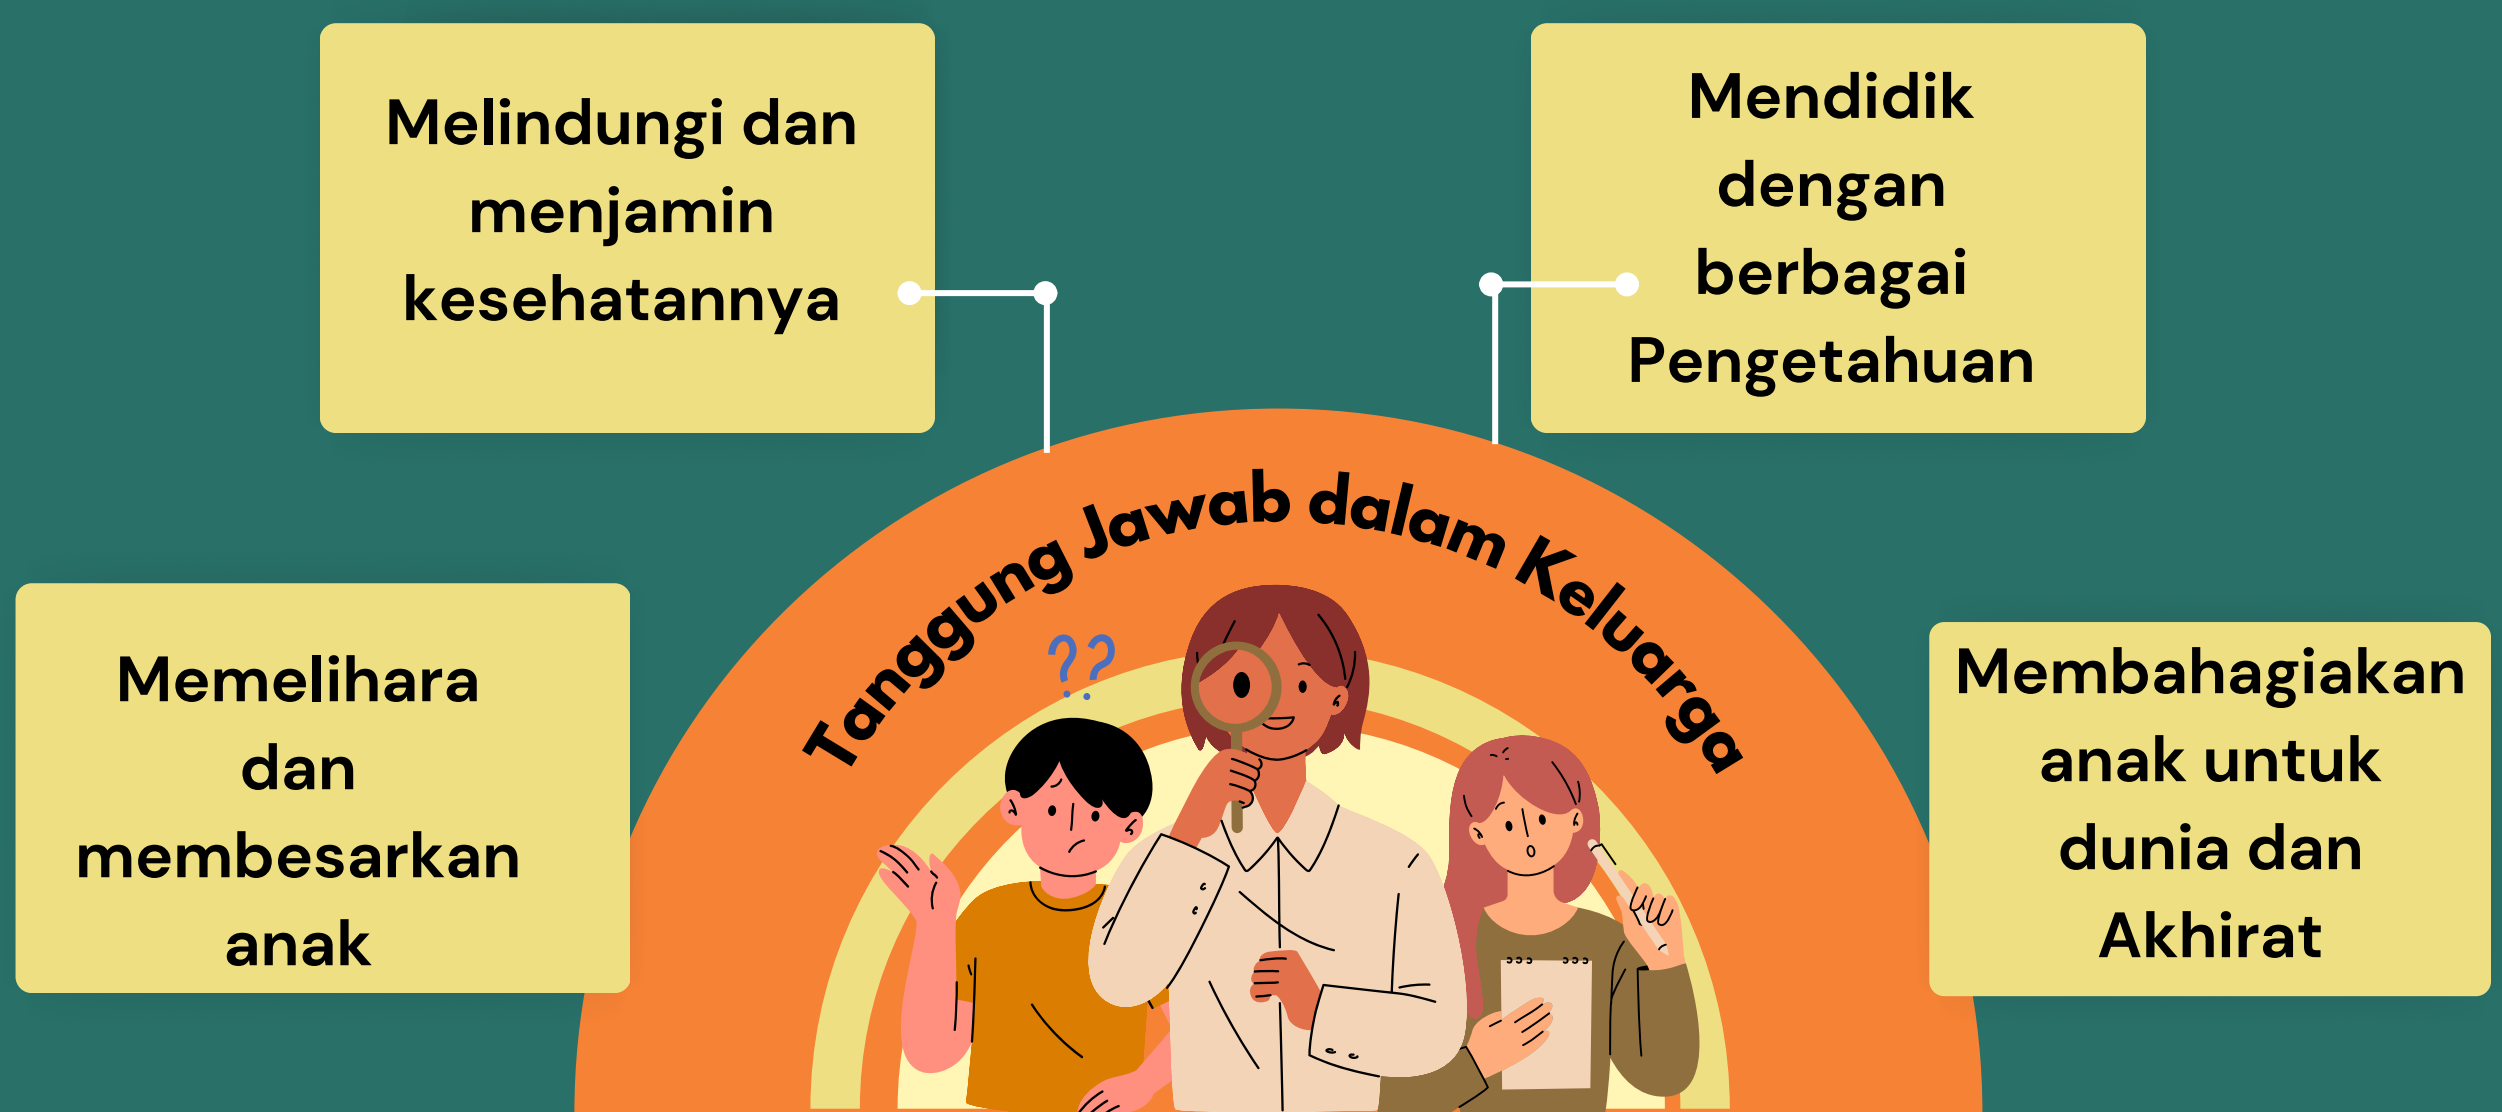 Melindungi dan
menjamin
kesehatannya
Mendidik
dengan
berbagai
Pengetahuan
Tanggung Jawab dalam Keluarga
??
Memelihara
dan
membesarkan
anak
Membahagiakan
anak untuk
dunia dan
Akhirat